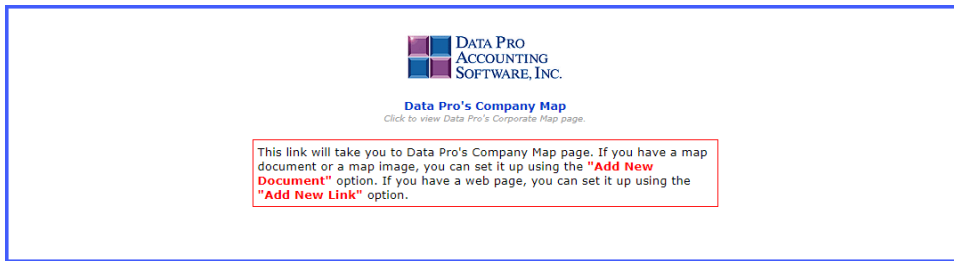 DATA PRO
ACCOUNTING
SOFTWARE, INC.
Data Pro's Company Map
Click to view Data Pro's Corporate Map page.
This link will take you to Data Pro's Company Map page. If you have a map
document or a map image, you can set it up using the "Add New
Document" option. If you have a web page, you can set it up using the
"Add New Link" option.